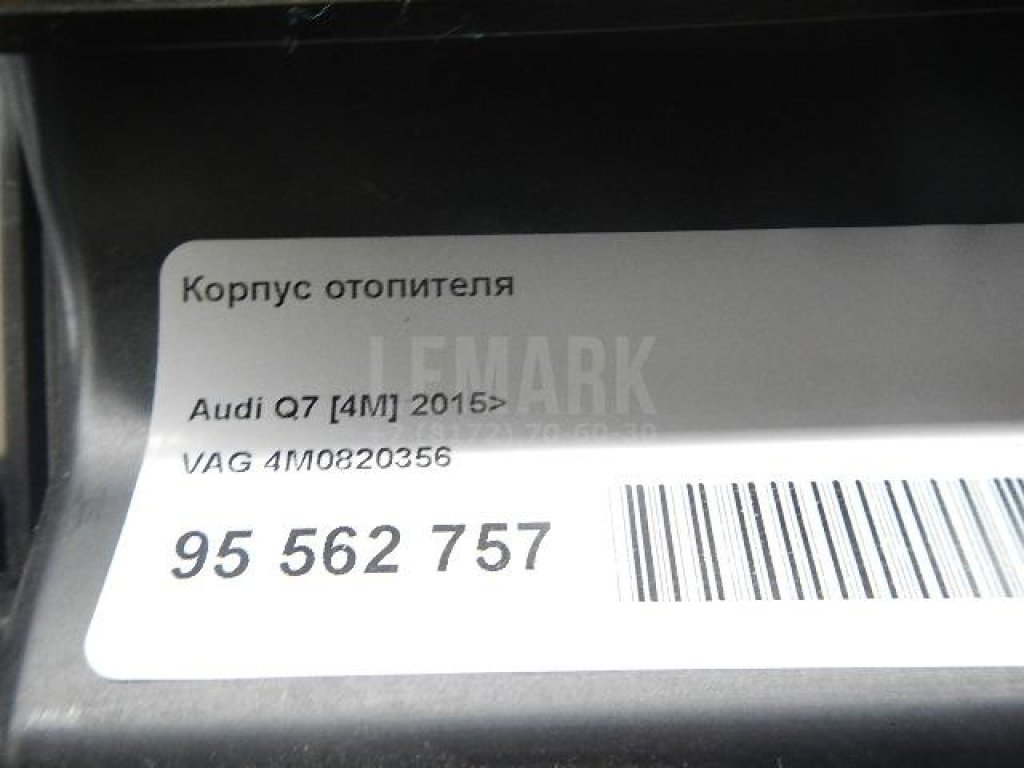 Корпус отопителя
LEMARK
Audi Q7 [4M] 2015>
VAG 4M0820356
95 562 757